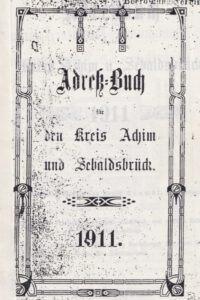 Adreß-Buch
für
den Kreis Achim
und Sebaldsbrück.
1911.